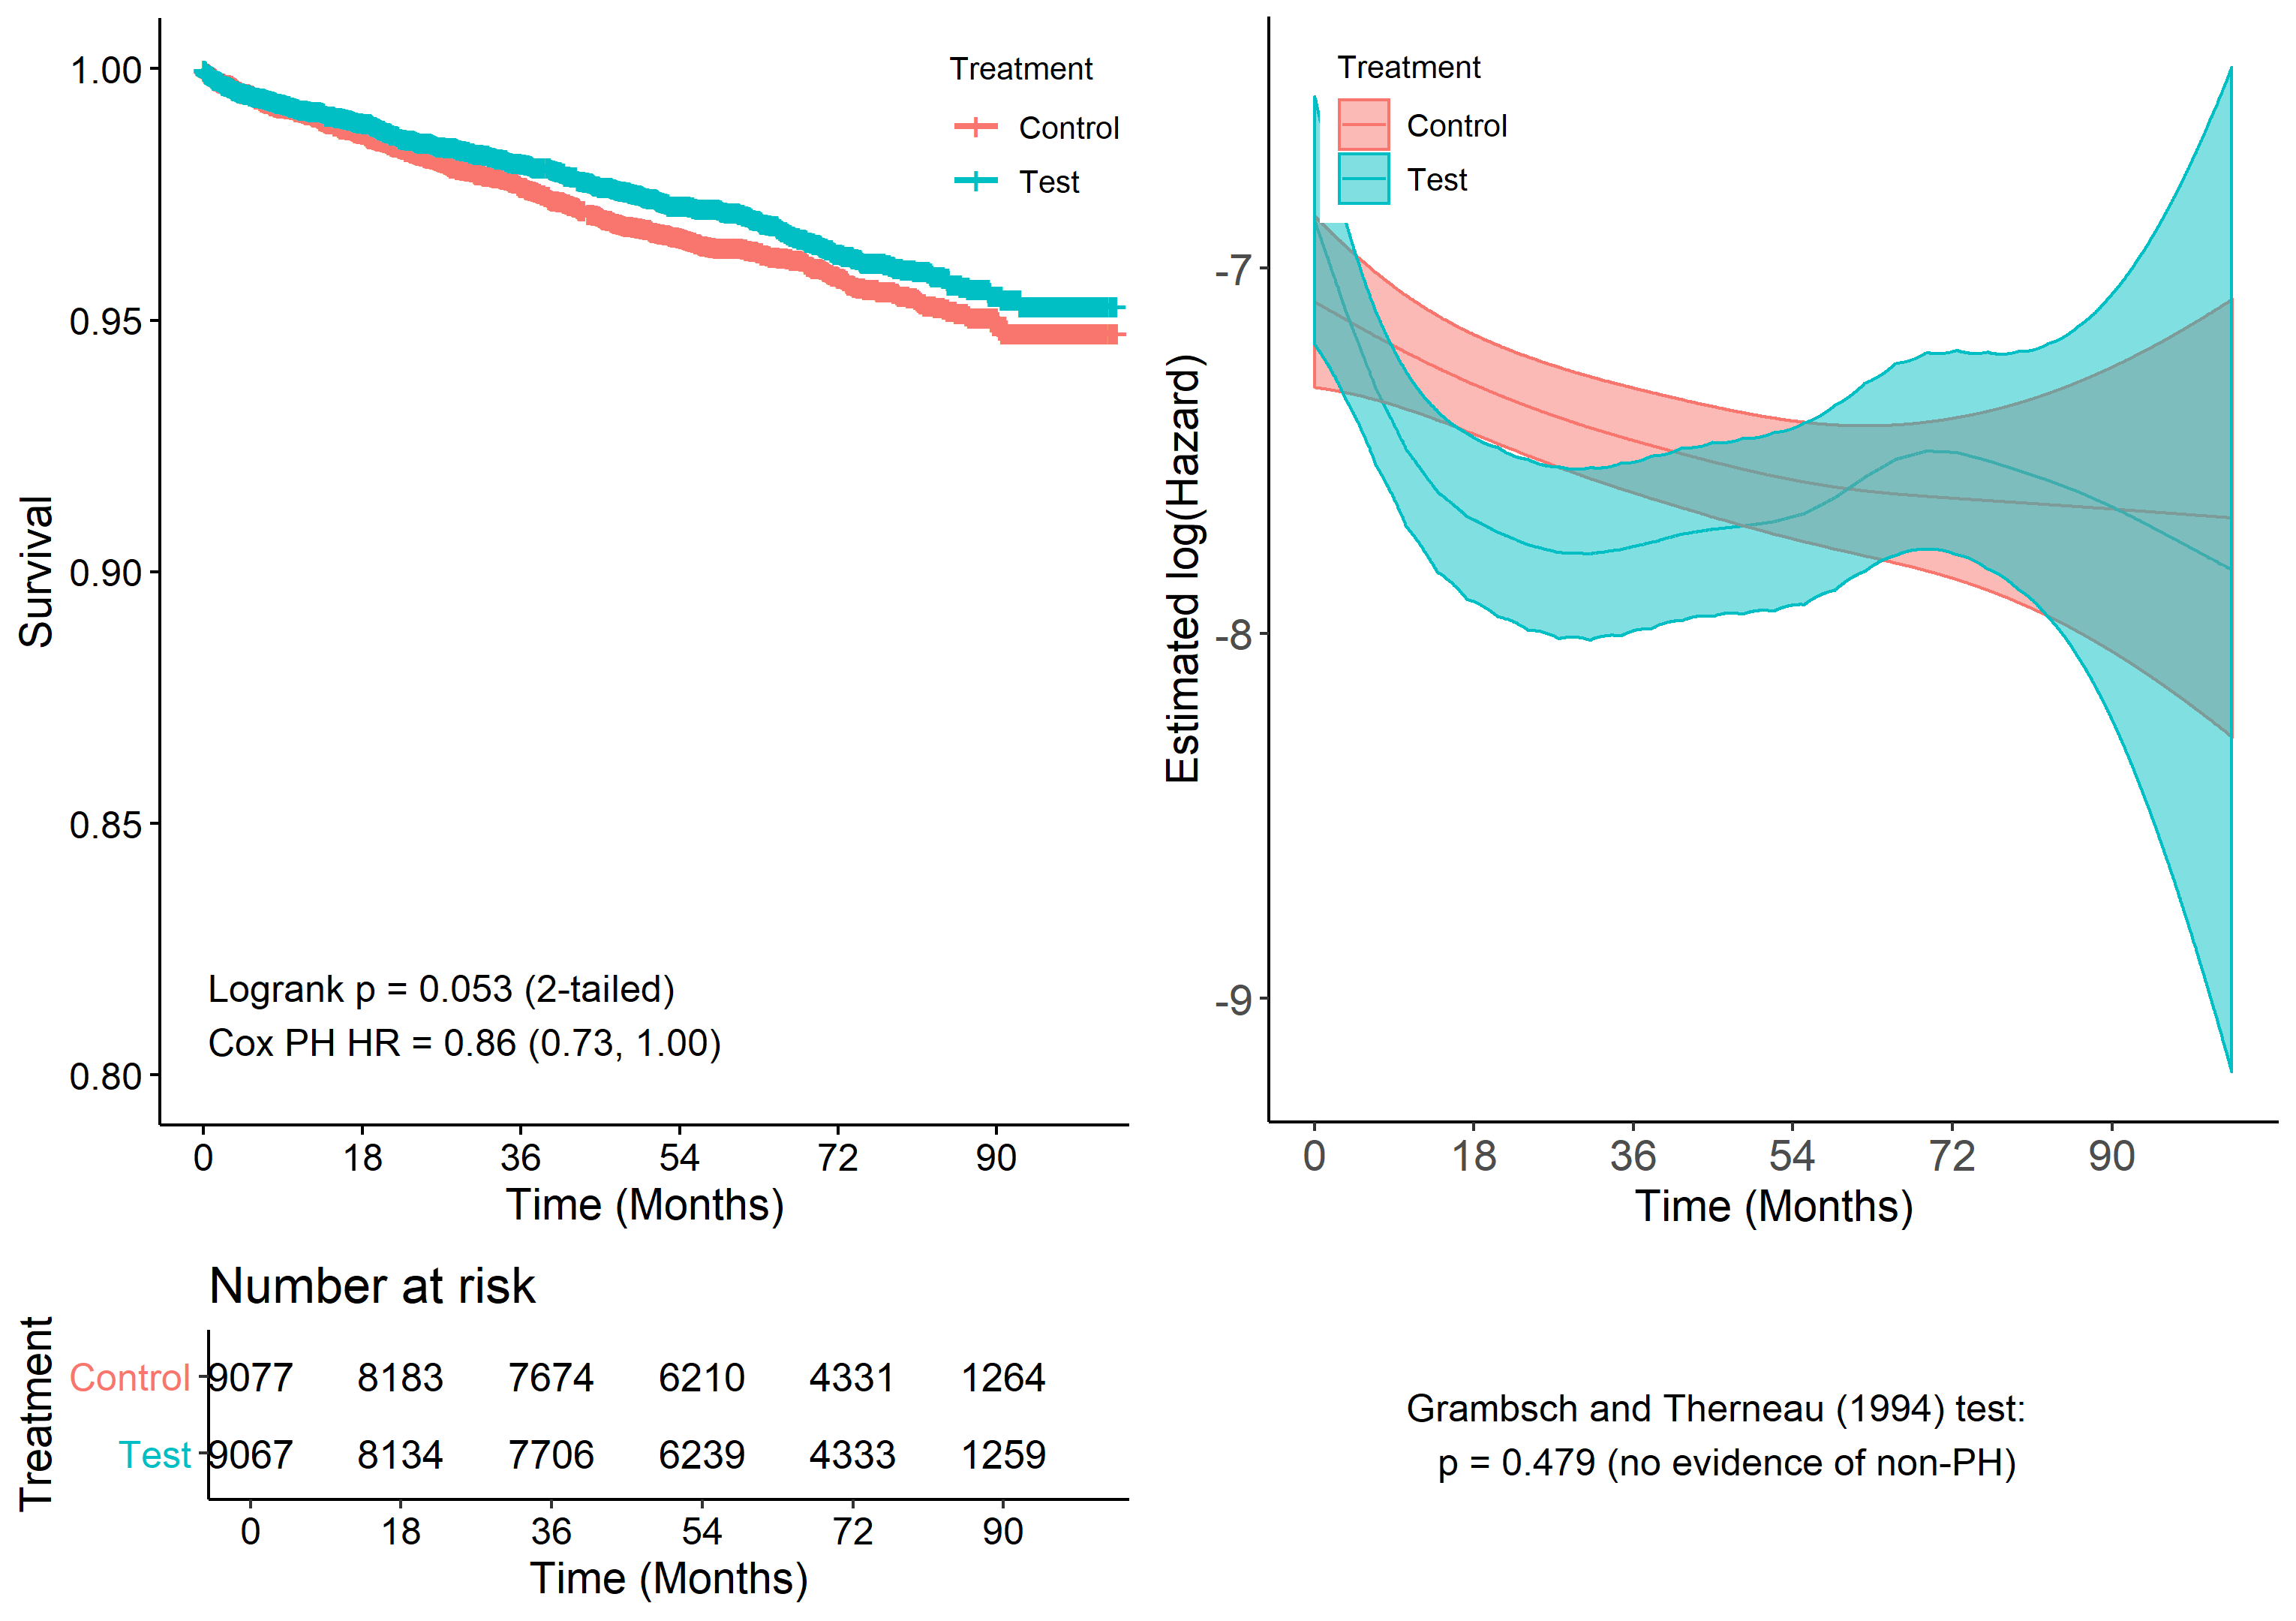 Treatment
Control
Test
1.00
0.95
0.90
0.85
0.80
Survival
Logrank p = 0.053 (2-tailed)
Cox PH HR = 0.86 (0.73, 1.00)
0 18 36 54 72 90
Time (Months)
Treatment
Control
Test
-7
-8
-9
Estimated log(Hazard)
0 18 36 54 72 90
Time (Months)
Number at risk
Treatment
Control 9077 8183 7674 6210 4331 1264
Test 9067 8134 7706 6239 4333 1259
0 18 36 54 72 90
Time (Months)
Grambsch and Therneau (1994) test:
p = 0.479 (no evidence of non-PH)